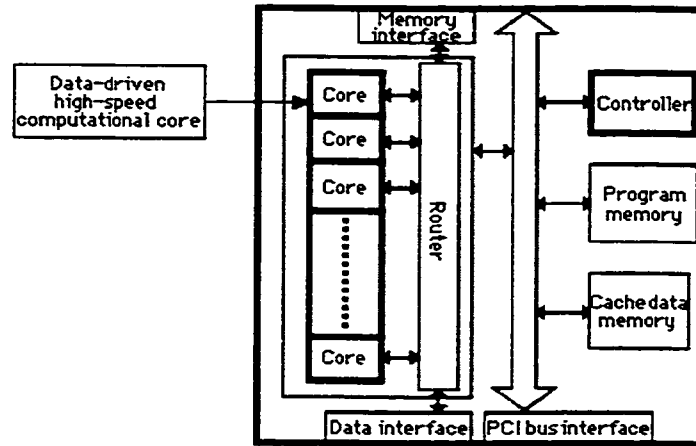 Memory
interface
Data-driven
high-speed
computational core
Core
Core
Core
Core
Router
Controller
Program
memory
Cache data
memory
Data interface
PCI bus interface